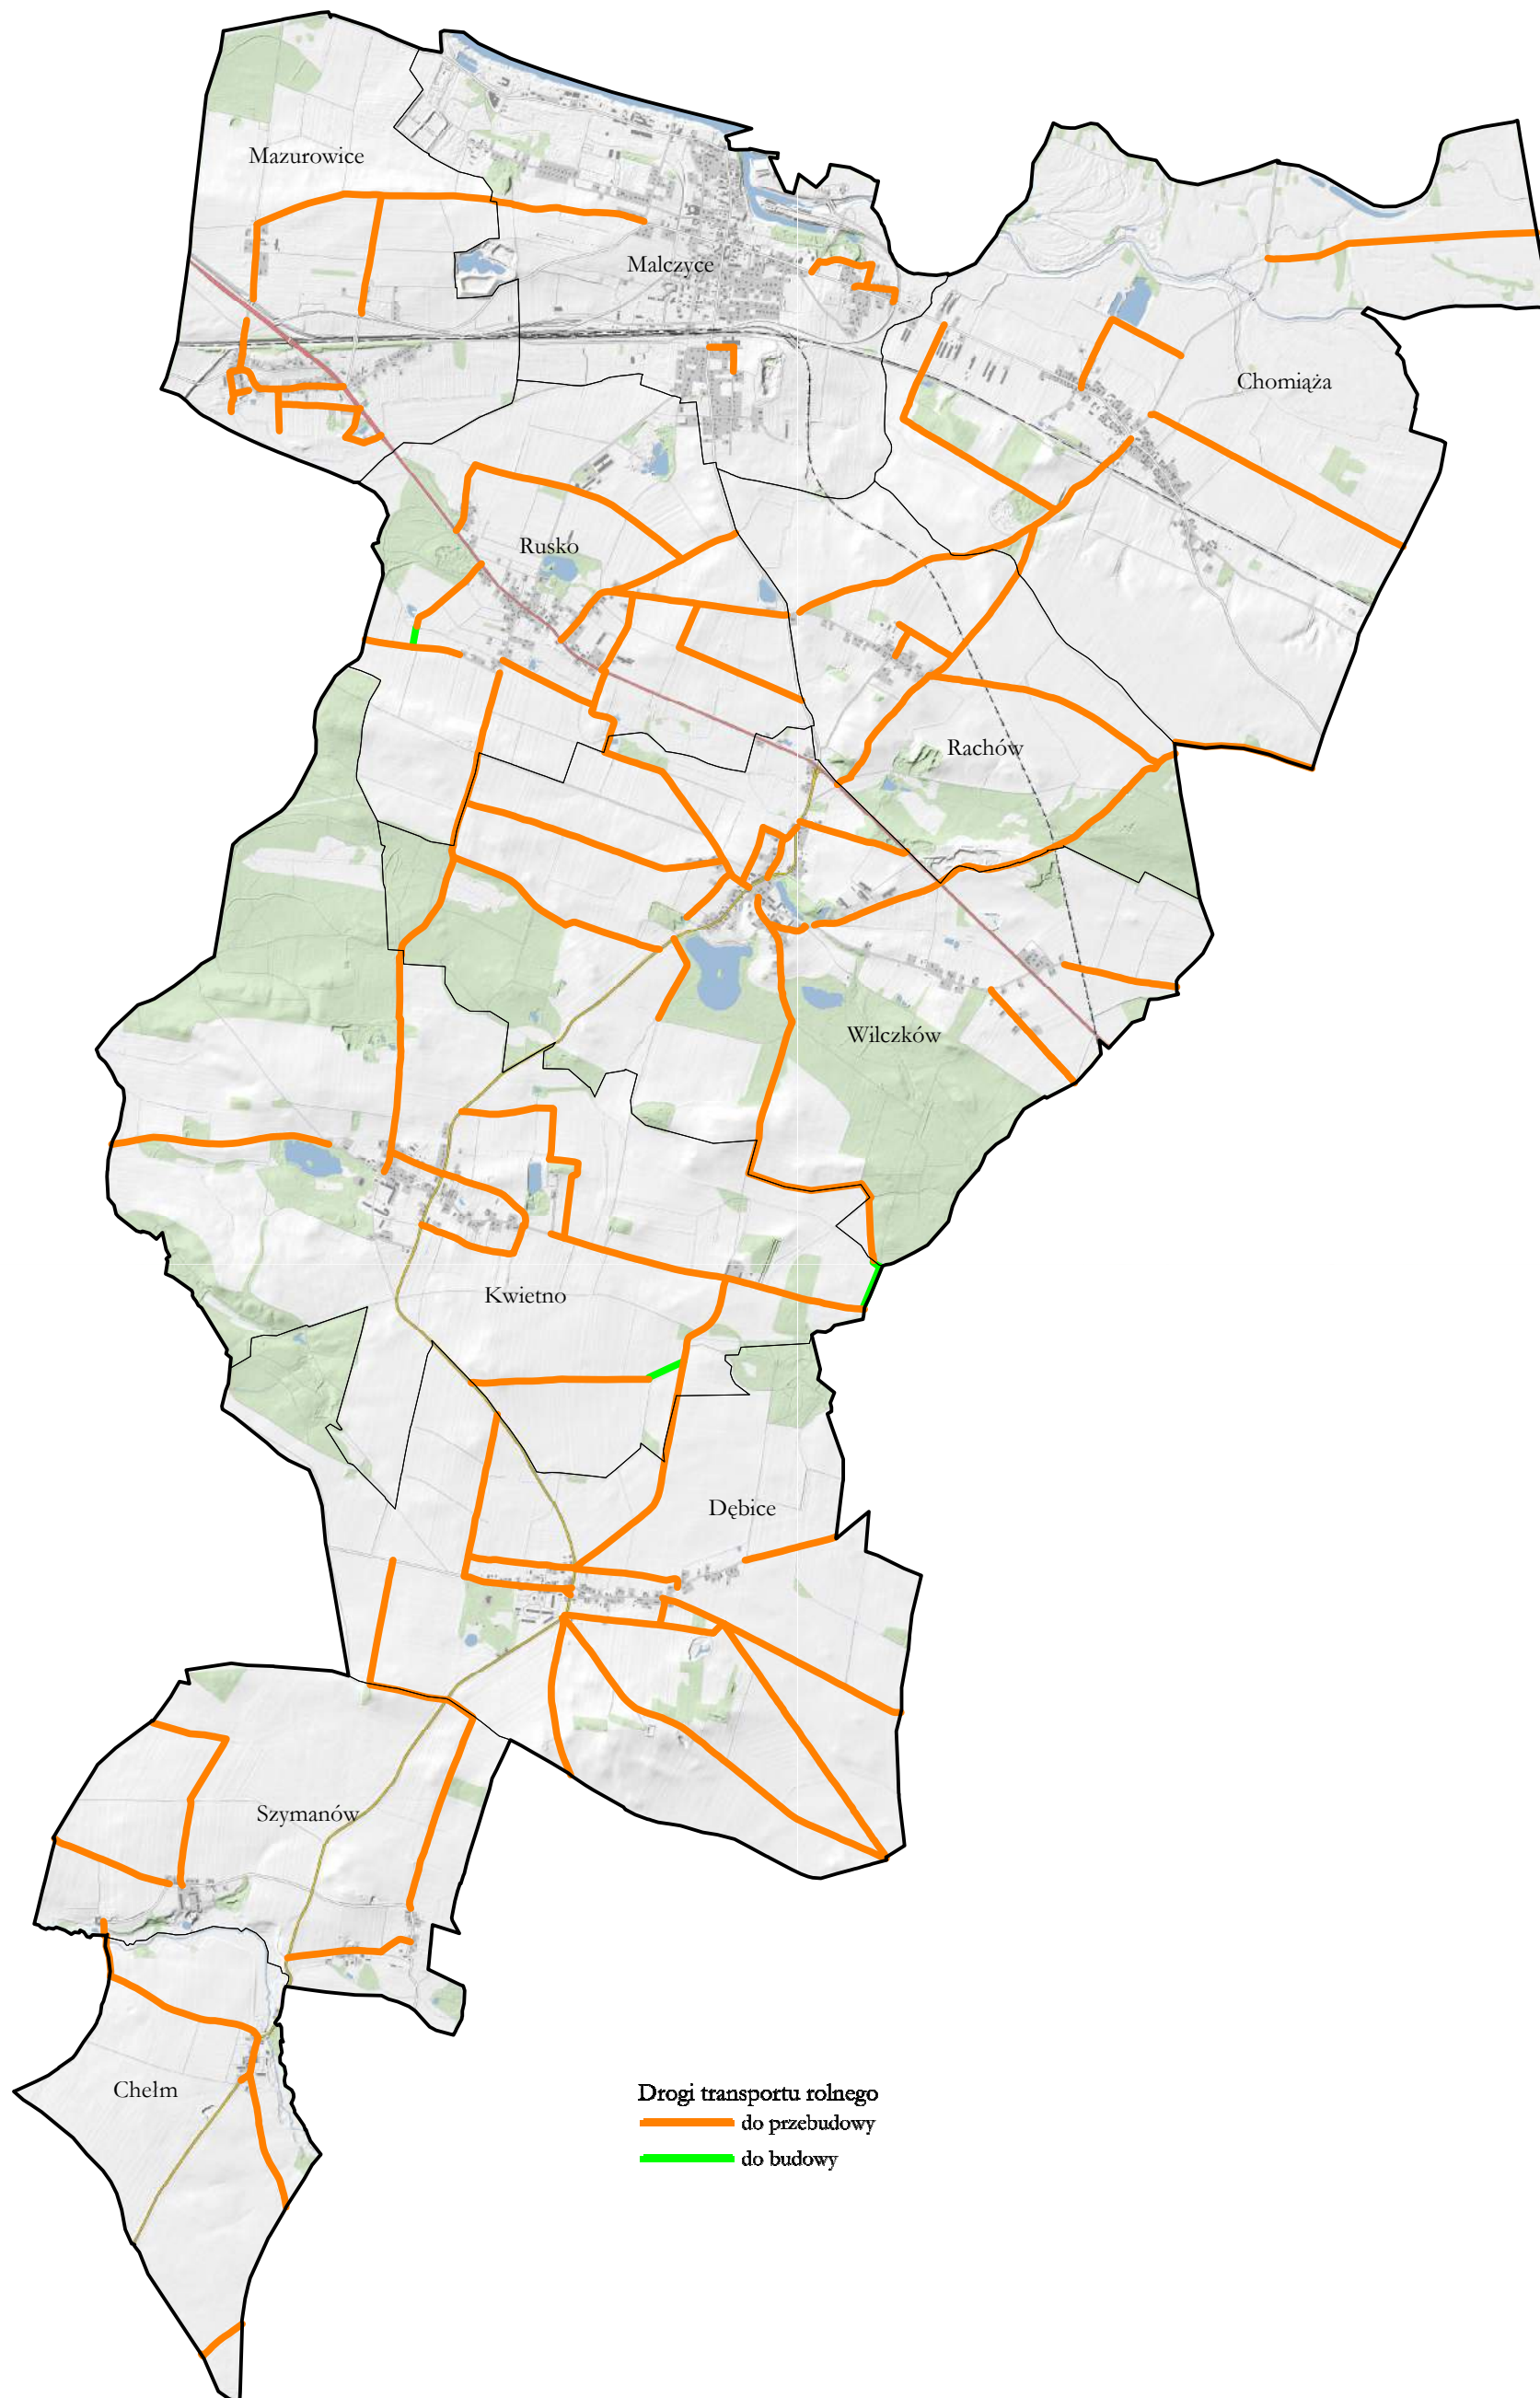 Mazurowice
Malczyce
Chomiąża
Rusko
Rachów
Wilczków
Kwietno
Dębice
Szymanów
Chełm
Drogi transportu rolnego
do przebudowy
do budowy